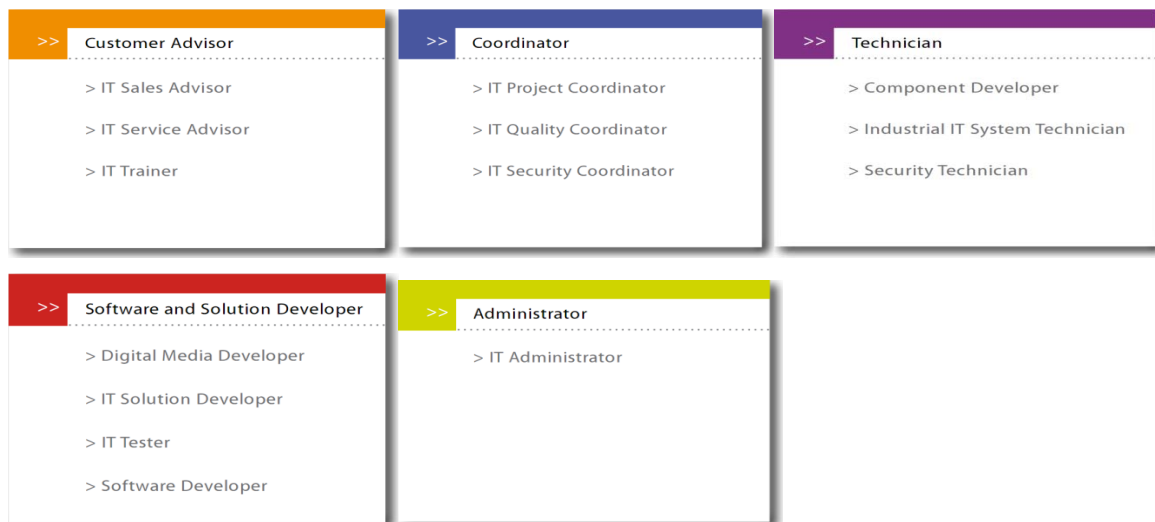 >> Customer Advisor
> IT Sales Advisor
> IT Service Advisor
> IT Trainer
>> Coordinator
> IT Project Coordinator
> IT Quality Coordinator
> IT Security Coordinator
>> Technician
> Component Developer
> Industrial IT System Technician
> Security Technician
>> Software and Solution Developer
> Digital Media Developer
> IT Solution Developer
> IT Tester
> Software Developer
>> Administrator
> IT Administrator